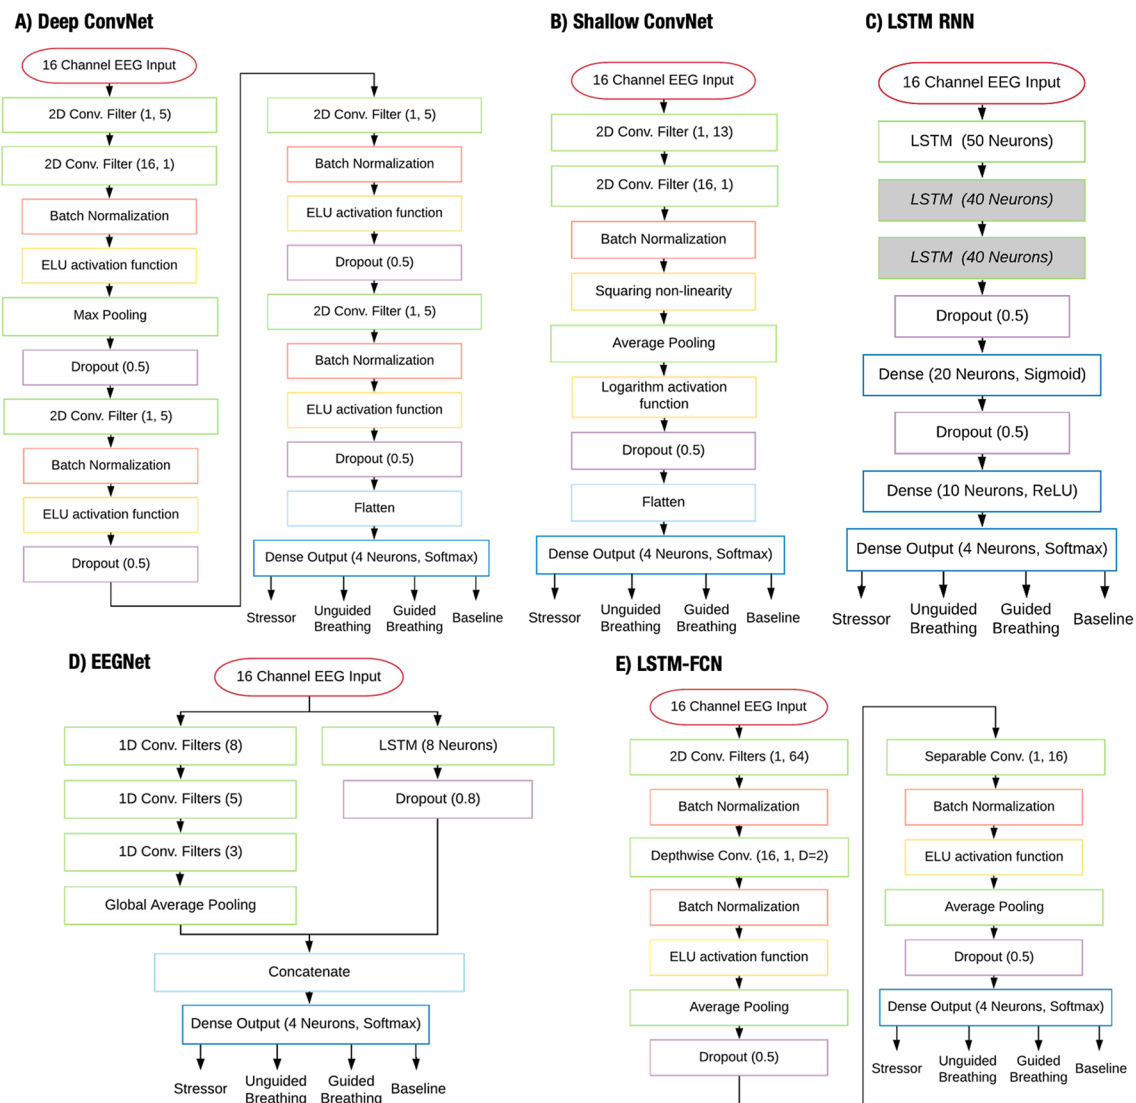 A) Deep ConvNet
16 Channel EEG Input
2D Conv. Filter (1, 5)
2D Conv. Filter (16, 1)
Batch Normalization
ELU activation function
Max Pooling
Dropout (0.5)
2D Conv. Filter (1, 5)
Batch Normalization
ELU activation function
Dropout (0.5)
2D Conv. Filter (1, 5)
Batch Normalization
ELU activation function
Dropout (0.5)
2D Conv. Filter (1, 5)
Batch Normalization
ELU activation function
Dropout (0.5)
Flatten
Dense Output (4 Neurons, Softmax)
Stressor
Unguided
Breathing
Guided
Breathing
Baseline
B) Shallow ConvNet
16 Channel EEG Input
2D Conv. Filter (1, 13)
2D Conv. Filter (16, 1)
Batch Normalization
Squaring non-linearity
Average Pooling
Logarithm activation
function
Dropout (0.5)
Flatten
Dense Output (4 Neurons, Softmax)
Stressor
Unguided
Breathing
Guided
Breathing
Baseline
C) LSTM RNN
16 Channel EEG Input
LSTM (50 Neurons)
LSTM (40 Neurons)
LSTM (40 Neurons)
Dropout (0.5)
Dense (20 Neurons, Sigmoid)
Dropout (0.5)
Dense (10 Neurons, ReLU)
Dense Output (4 Neurons, Softmax)
Stressor
Unguided
Breathing
Guided
Breathing
Baseline
D) EEGNet
16 Channel EEG Input
1D Conv. Filters (8)
1D Conv. Filters (5)
1D Conv. Filters (3)
Global Average Pooling
LSTM (8 Neurons)
Dropout (0.8)
Concatenate
Dense Output (4 Neurons, Softmax)
Stressor
Unguided
Breathing
Guided
Breathing
Baseline
E) LSTM-FCN
16 Channel EEG Input
2D Conv. Filters (1, 64)
Batch Normalization
Depthwise Conv. (16, 1, D=2)
Batch Normalization
ELU activation function
Average Pooling
Dropout (0.5)
Separable Conv. (1, 16)
Batch Normalization
ELU activation function
Average Pooling
Dropout (0.5)
Dense Output (4 Neurons, Softmax)
Stressor
Unguided
Breathing
Guided
Breathing
Baseline